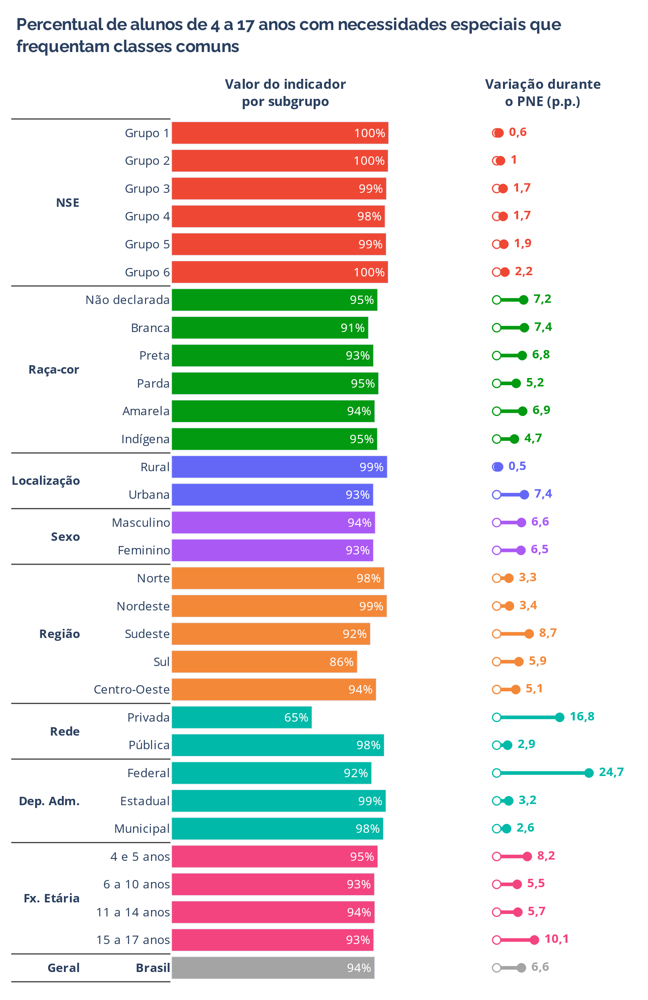 Percentual de alunos de 4 a 17 anos com necessidades especiais que
frequentam classes comuns
Valor do indicador
por subgrupo
Variação durante
o PNE (p.p.)
NSE
Grupo 1 100% 0,6
Grupo 2 100% 1
Grupo 3 99% 1,7
Grupo 4 98% 1,7
Grupo 5 99% 1,9
Grupo 6 100% 2,2
Raça-cor
Não declarada 95% 7,2
Branca 91% 7,4
Preta 93% 6,8
Parda 95% 5,2
Amarela 94% 6,9
Indígena 95% 4,7
Localização
Rural 99% 0,5
Urbana 93% 7,4
Sexo
Masculino 94% 6,6
Feminino 93% 6,5
Região
Norte 98% 3,3
Nordeste 99% 3,4
Sudeste 92% 8,7
Sul 86% 5,9
Centro-Oeste 94% 5,1
Rede
Privada 65% 16,8
Pública 98% 2,9
Dep. Adm.
Federal 92% 24,7
Estadual 99% 3,2
Municipal 98% 2,6
Fx. Etária
4 e 5 anos 95% 8,2
6 a 10 anos 93% 5,5
11 a 14 anos 94% 5,7
15 a 17 anos 93% 10,1
Geral Brasil 94% 6,6